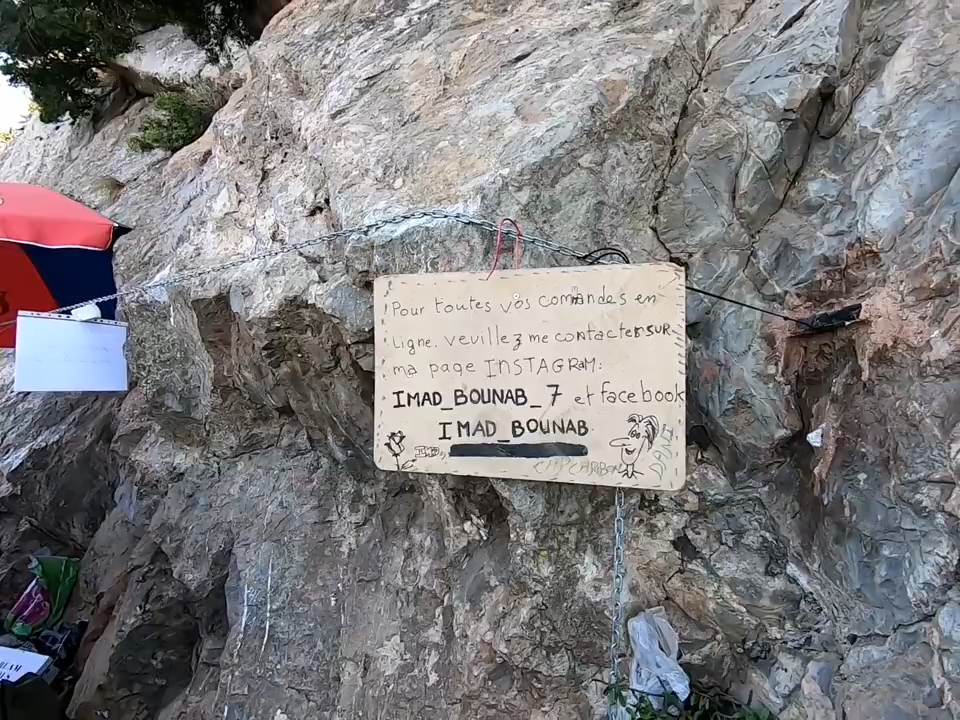 Pour toutes vos commandes en
Ligne. veuillez me contacter SUR
ma page INSTAGRAM:
IMAD_BOUNAB_7 et facebook
IMAD_BOUNAB